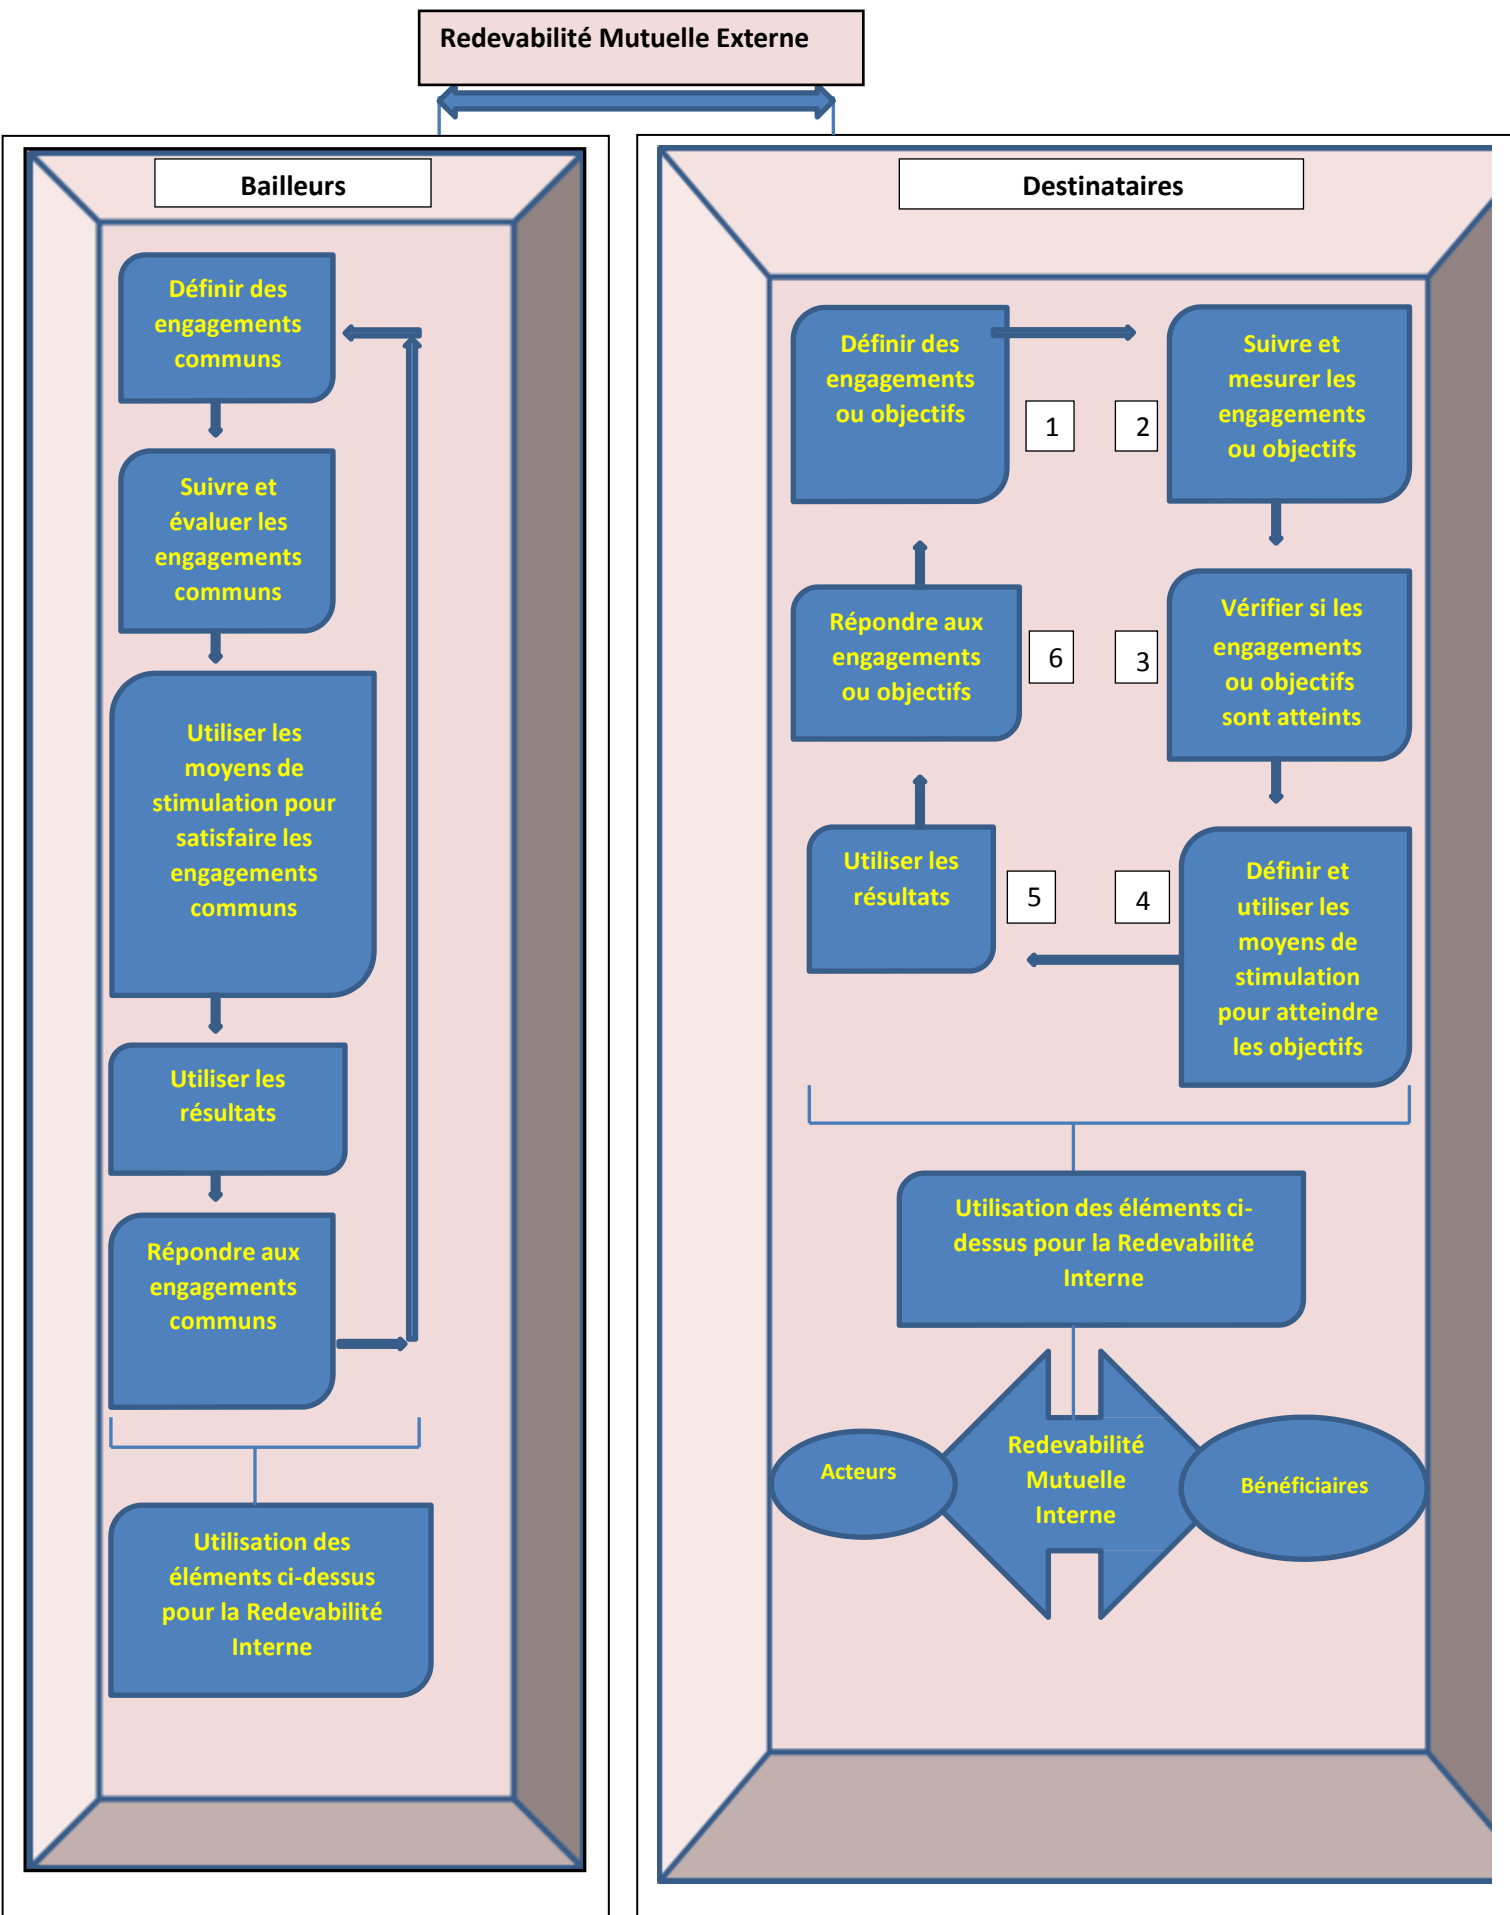 Redevabilité Mutuelle Externe
Bailleurs
Définir des
engagements
communs
Suivre et
évaluer les
engagements
communs
Utiliser les
moyens de
stimulation pour
satisfaire les
engagements
communs
Utiliser les
résultats
Répondre aux
engagements
communs
Utilisation des
éléments ci-dessus
pour la Redevabilité
Interne
Destinataires
Définir des
engagements
ou objectifs
1
2
Suivre et
mesurer les
engagements
ou objectifs
Répondre aux
engagements
ou objectifs
6
3
Vérifier si les
engagements
ou objectifs
sont atteints
Utiliser les
résultats
5
4
Définir et
utiliser les
moyens de
stimulation
pour atteindre
les objectifs
Utilisation des éléments ci-
dessus pour la Redevabilité
Interne
Acteurs
Redevabilité
Mutuelle
Interne
Bénéficiaires